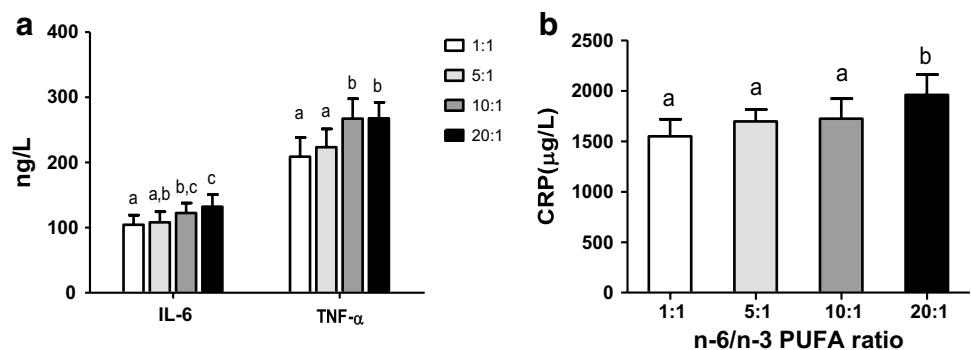 a
400
300
200
100
0
ng/L
1:1
5:1
10:1
20:1
a a,b b,c c
a a b b
IL-6 TNF-α
b
2500
2000
1500
1000
500
0
CRP(μg/L)
a a a b
1:1 5:1 10:1 20:1
n-6/n-3 PUFA ratio